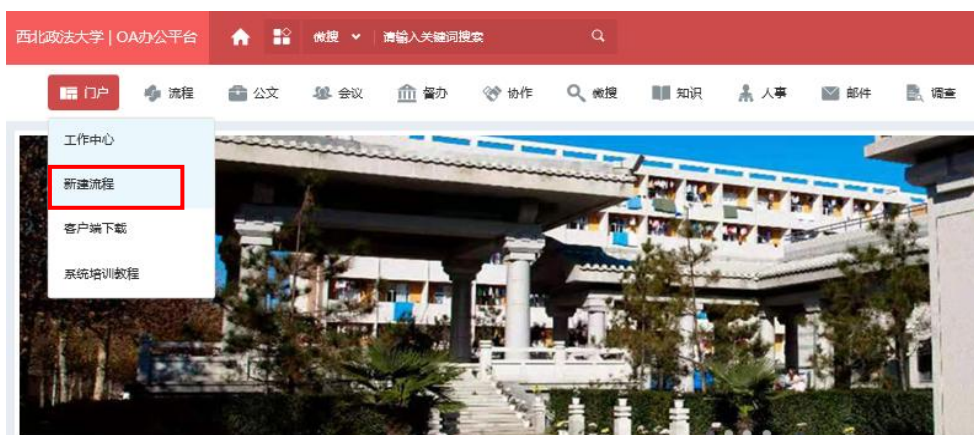 西北政法大学 | OA办公平台 微搜 请输入关键词搜索
门户 流程 公文 会议 督办 协作 微搜 知识 人事 邮件 调查
工作中心
新建流程
客户端下载
系统培训教程